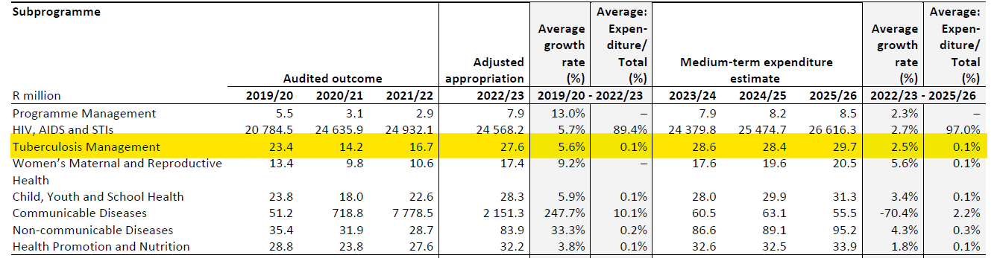 Subprogramme Average: Average:
Average Expen- Average Expen-
growth diture/ growth diture/
Adjusted rate Total Medium-term expenditure rate Total
Audited outcome appropriation (%) (%) estimate (%) (%)
R million 2019/20 2020/21 2021/22 2022/23 2019/20 - 2022/23 2023/24 2024/25 2025/26 2022/23 - 2025/26
Programme Management 5.5 3.1 2.9 7.9 13.0% – 7.9 8.2 8.5 2.3% –
HIV, AIDS and STIs 20 784.5 24 635.9 24 932.1 24 568.2 5.7% 89.4% 24 379.8 25 474.7 26 616.3 2.7% 97.0%
Tuberculosis Management 23.4 14.2 16.7 27.6 5.6% 0.1% 28.6 28.4 29.7 2.5% 0.1%
Women's Maternal and Reproductive 13.4 9.8 10.6 17.4 9.2% – 17.6 19.6 20.5 5.6% 0.1%
Health
Child, Youth and School Health 23.8 18.0 22.6 28.3 5.9% 0.1% 28.0 29.9 31.3 3.4% 0.1%
Communicable Diseases 51.2 718.8 7 778.5 2 151.3 247.7% 10.1% 60.5 63.1 55.5 -70.4% 2.2%
Non-communicable Diseases 35.4 31.9 28.7 83.9 33.3% 0.2% 86.6 89.1 95.2 4.3% 0.3%
Health Promotion and Nutrition 28.8 23.8 27.6 32.2 3.8% 0.1% 32.6 32.5 33.9 1.8% 0.1%